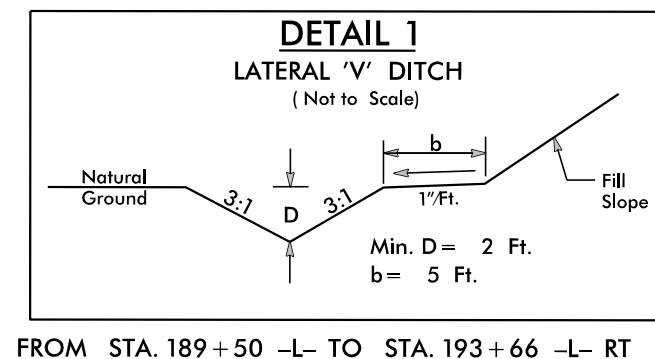 DETAIL 1
LATERAL 'V' DITCH
( Not to Scale)
b
Natural
Ground
3:1
D
3:1
1"/Ft.
Fill
Slope
Min. D = 2 Ft.
b = 5 Ft.
FROM STA. 189 + 50 -L- TO STA. 193 + 66 -L- RT